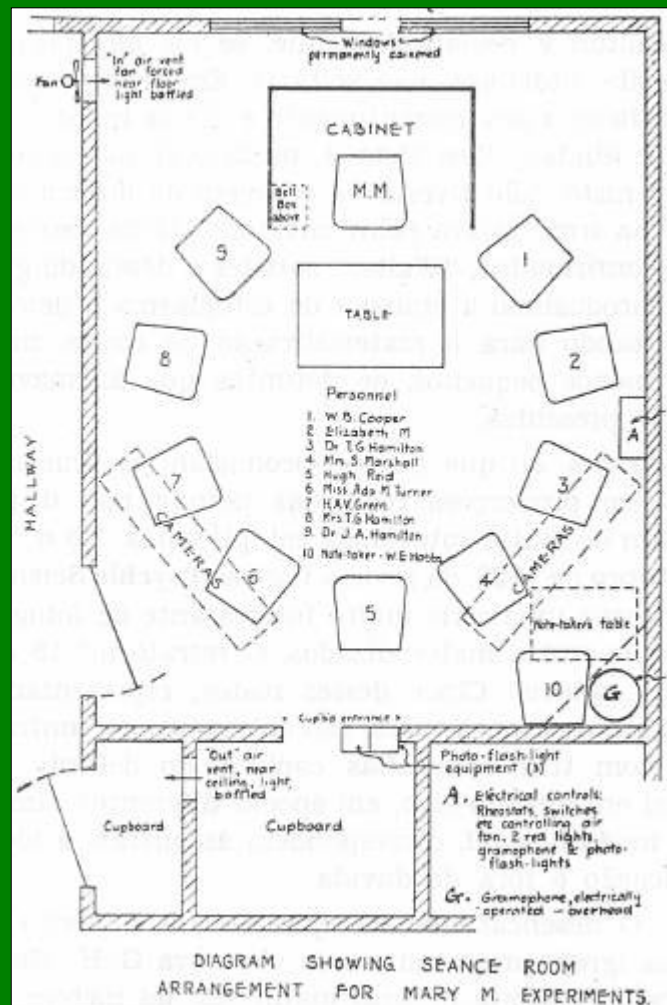 Windows
permanently darkened
"In" air vent
fan forced
near floor
light baffled
Fan
CABINET
M.M.
Bell
Box
above
9
1
TABLE
8
2
A
Personnel
1. W. B. Cooper
2 Elizabeth M
3 Dr T. G Hamilton
4 Mrs. S. Marshall
5 Hugh Reid
6 Miss. Ada M. Turner
H.A.V. Green
8 Mrs T. G Hamilton
9 Dr J. A. Hamilton
10 Note-taker - W. E.
HALLWAY
7
CAMERAS
6
3
CAMERAS
4
5
Note-taker's table
10
G
Cupb'd entrance
"Out" air
vent, near
ceiling, light,
baffled
Photo-flash-light
equipment (3)
Cupboard
Cupboard
A = Electrical controls:
Rheostats, switches
etc controlling air
fan, 2 red lights,
gramophone & photo-
flash-lights
G = Gramophone, electrically
operated - overhead
DIAGRAM SHOWING SEANCE ROOM
ARRANGEMENT FOR MARY M. EXPERIMENTS